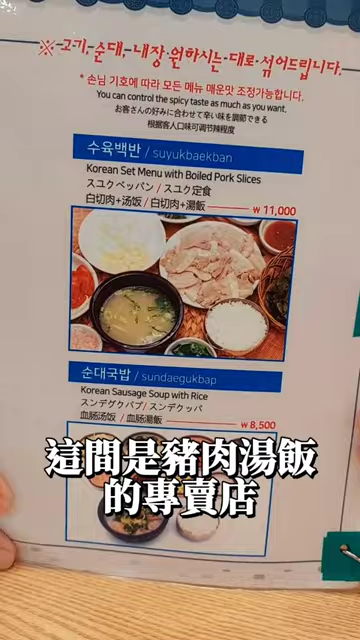 ※고기, 순대, 내장 원하시는 대로 섞어드립니다.
* 손님 기호에 따라 모든 메뉴 매운맛 조정가능합니다.
You can control the spicy taste as much as you want.
お客さんの好みに合わせて辛い味を調節できる
根据客人口味可调节辣程度
수육백반 / suyukbaekban
Korean Set Menu with Boiled Pork Slices
スユクペッパン / スユク定食
白切肉+汤饭 / 白切肉+湯飯
₩ 11,000
순대국밥 / sundaegukbap
Korean Sausage Soup with Rice
スンデグクパブ / スンデクッパ
血肠汤饭 / 血腸湯飯
₩ 8,500
這間是豬肉湯飯
的專賣店